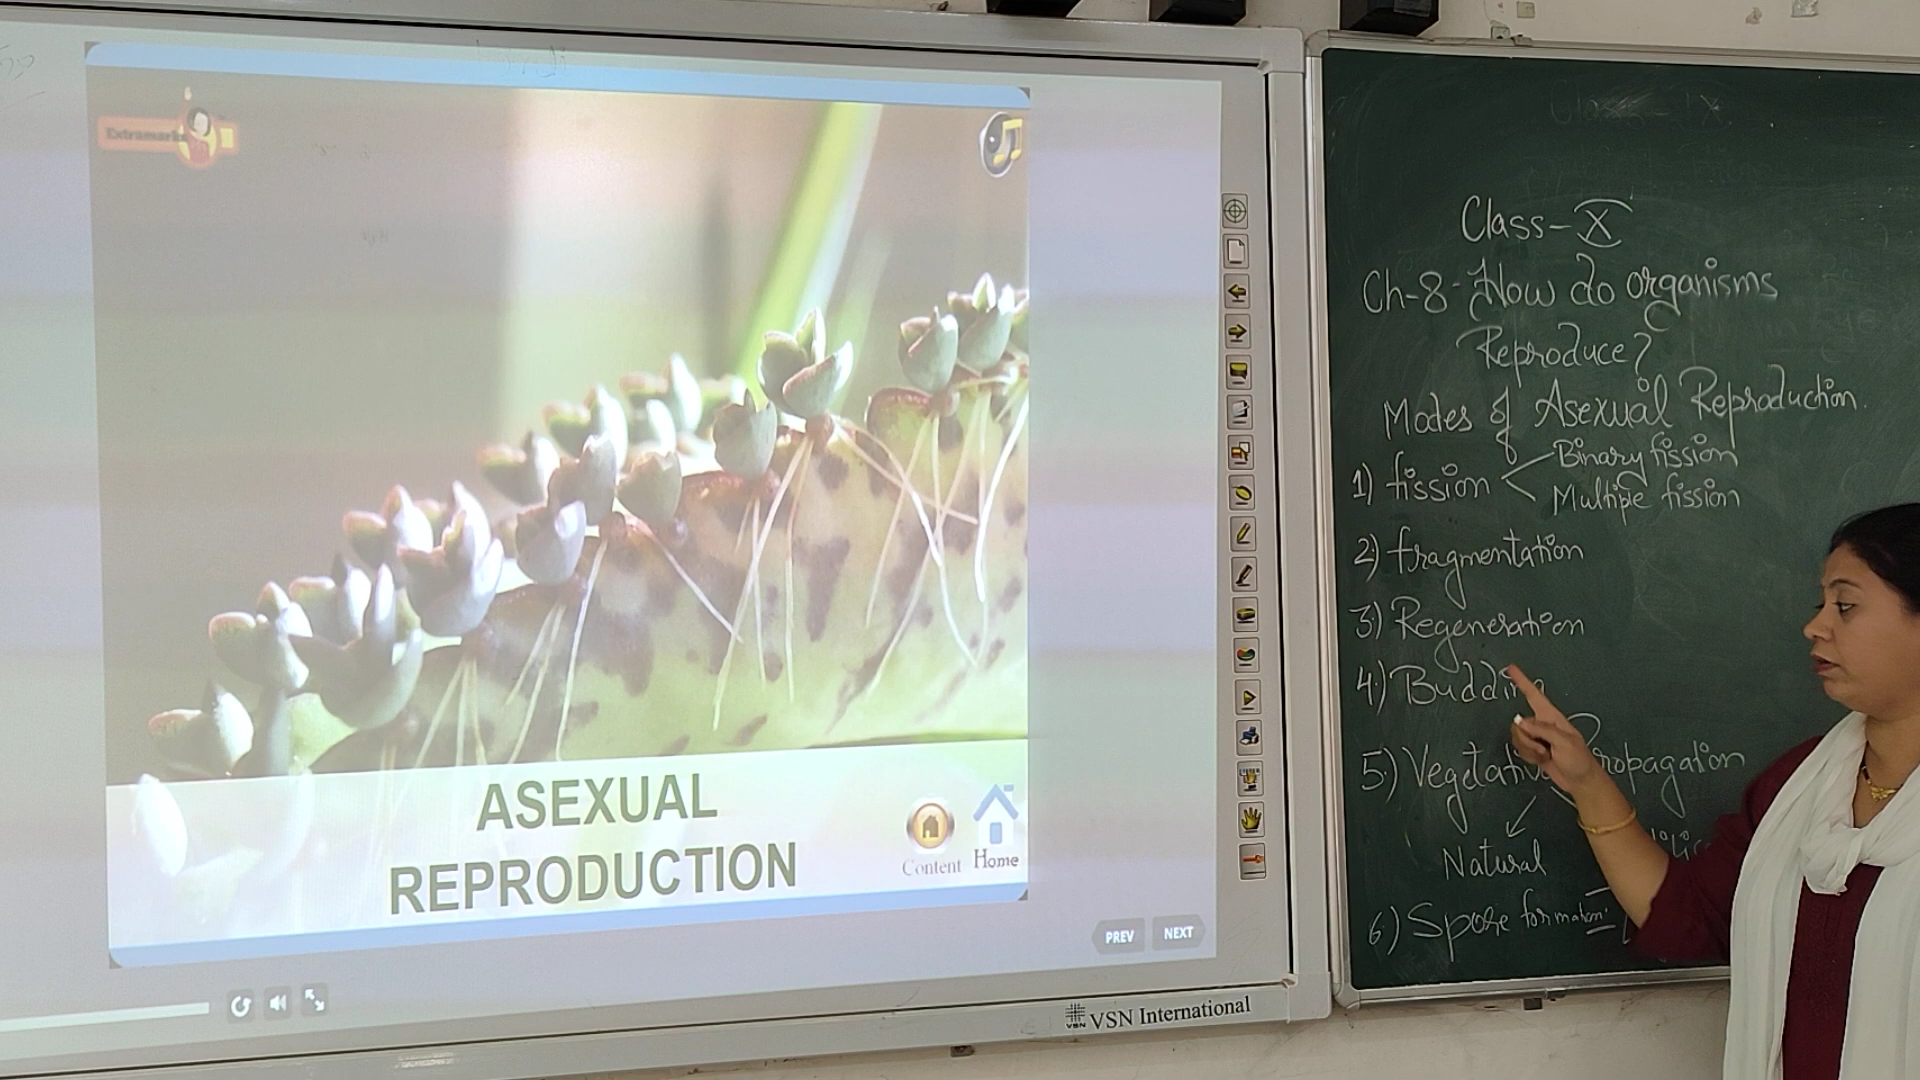 Extramarks
ASEXUAL
REPRODUCTION
Content
Home
PREV
NEXT
VSN
VSN International
Class-X
Ch-8-How do organisms
Reproduce?
Modes of Asexual Reproduction.
1) fission
Binary fission
Multiple fission
2) fragmentation
3) Regeneration
4) Budding
5) Vegetative Propagation
Natural
6) Spore formation.